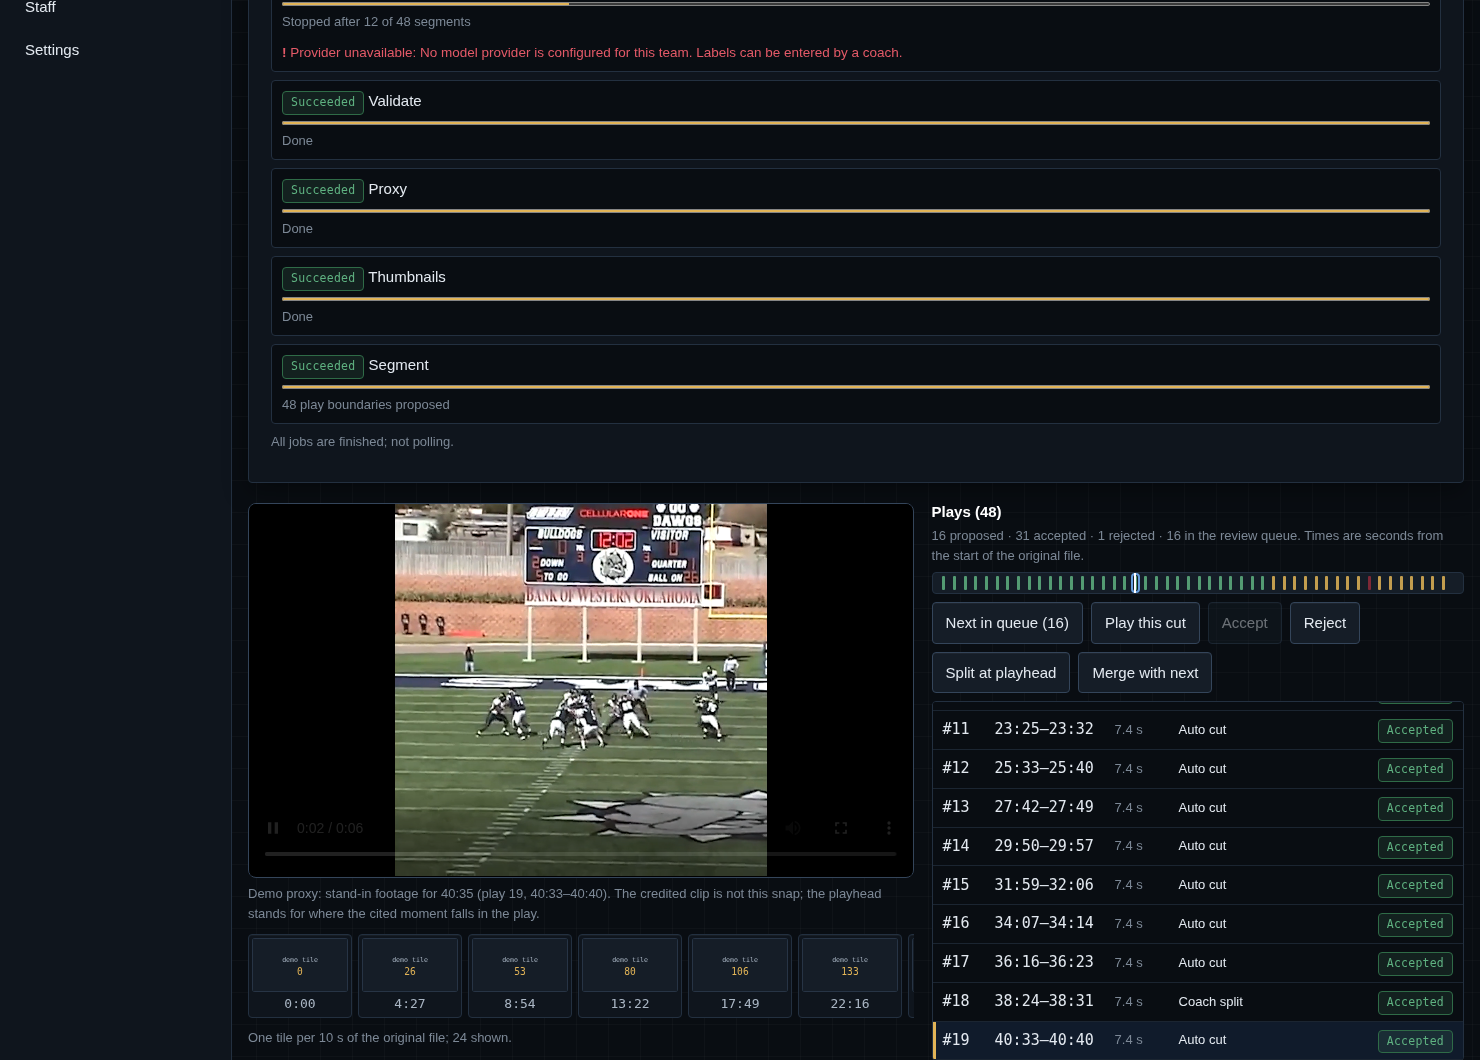 Staff
Settings
Stopped after 12 of 48 segments
! Provider unavailable: No model provider is configured for this team. Labels can be entered by a coach.
Succeeded Validate
Done
Succeeded Proxy
Done
Succeeded Thumbnails
Done
Succeeded Segment
48 play boundaries proposed
All jobs are finished; not polling.
CELLULARONE
DAWGS
BULLDOGS 12:02 VISITOR
DOWN QUARTER
TO GO BALL ON
BANK OF WESTERN OKLAHOMA
0:02 / 0:06
Demo proxy: stand-in footage for 40:35 (play 19, 40:33–40:40). The credited clip is not this snap; the playhead
stands for where the cited moment falls in the play.
demo tile demo tile demo tile demo tile demo tile demo tile
0 26 53 80 106 133
0:00 4:27 8:54 13:22 17:49 22:16
One tile per 10 s of the original file; 24 shown.
Plays (48)
16 proposed · 31 accepted · 1 rejected · 16 in the review queue. Times are seconds from
the start of the original file.
Next in queue (16) Play this cut Accept Reject
Split at playhead Merge with next
#11 23:25–23:32 7.4 s Auto cut Accepted
#12 25:33–25:40 7.4 s Auto cut Accepted
#13 27:42–27:49 7.4 s Auto cut Accepted
#14 29:50–29:57 7.4 s Auto cut Accepted
#15 31:59–32:06 7.4 s Auto cut Accepted
#16 34:07–34:14 7.4 s Auto cut Accepted
#17 36:16–36:23 7.4 s Auto cut Accepted
#18 38:24–38:31 7.4 s Coach split Accepted
#19 40:33–40:40 7.4 s Auto cut Accepted